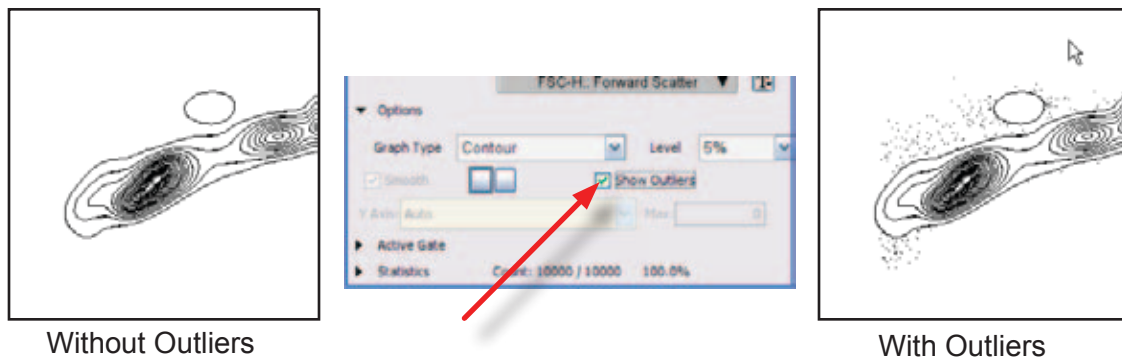 FSC-H:: Forward Scatter
Options
Graph Type Contour Level 5%
Smooth Show Outliers
Y Axis Auto Max 0
Active Gate
Statistics Count: 10000 / 10000 100.0%
Without Outliers
With Outliers